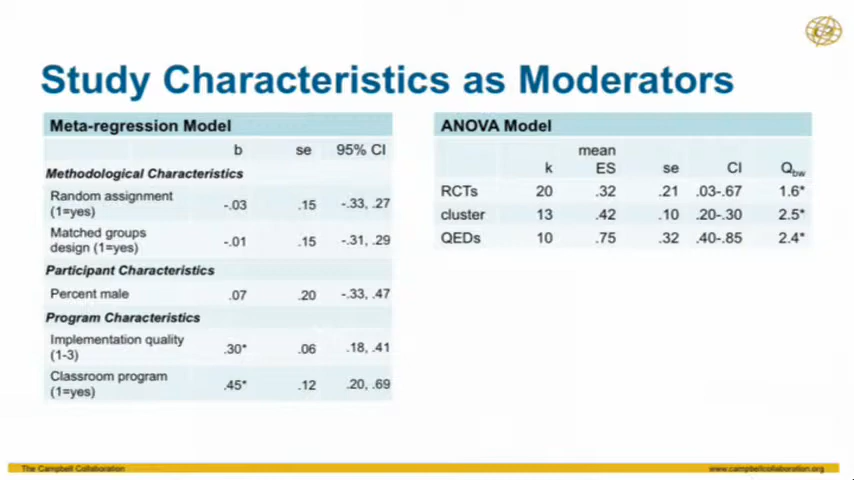 Study Characteristics as Moderators
Meta-regression Model
b se 95% CI
Methodological Characteristics
Random assignment
(1=yes) -.03 .15 -.33, .27
Matched groups
design (1=yes) -.01 .15 -.31, .29
Participant Characteristics
Percent male .07 .20 -.33, .47
Program Characteristics
Implementation quality
(1-3) .30* .06 .18, .41
Classroom program
(1=yes) .45* .12 .20, .69
ANOVA Model
mean
k ES se CI Qbw
RCTs 20 .32 .21 .03-.67 1.6*
cluster 13 .42 .10 .20-.30 2.5*
QEDs 10 .75 .32 .40-.85 2.4*
The Campbell Collaboration
www.campbellcollaboration.org